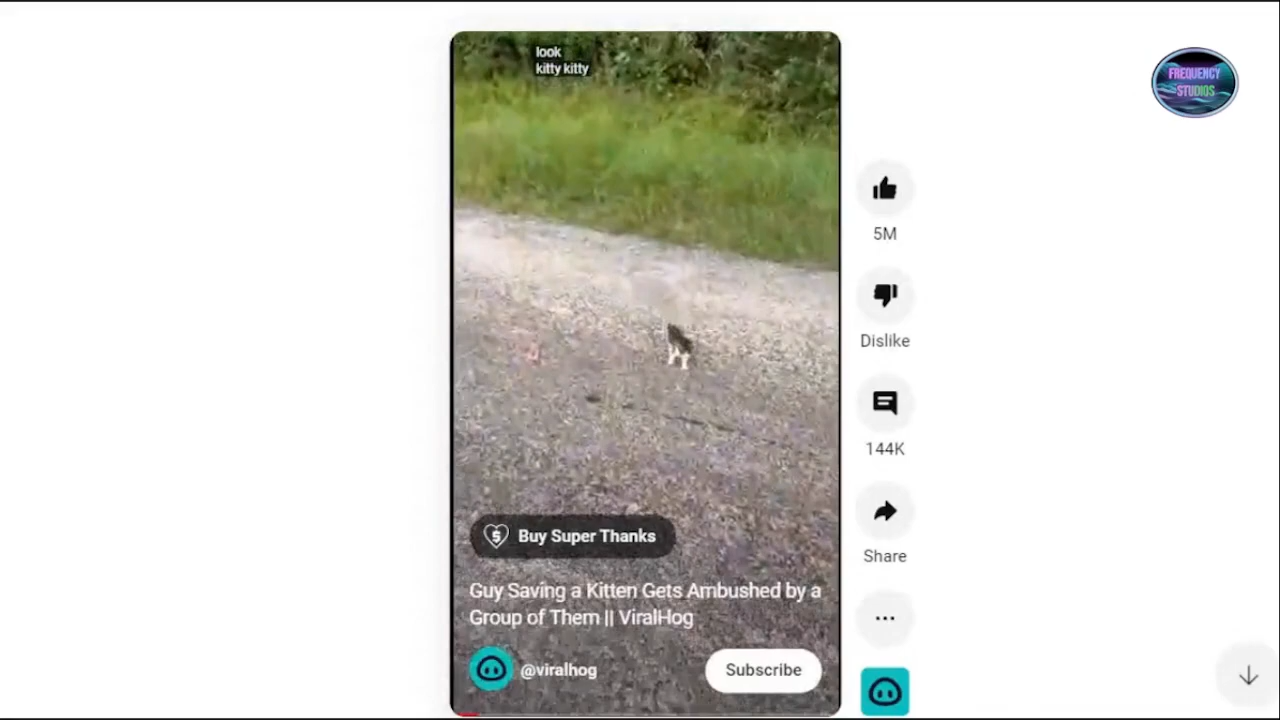 look
kitty kitty
FREQUENCY
STUDIOS
5M
Dislike
144K
Share
Buy Super Thanks
Guy Saving a Kitten Gets Ambushed by a
Group of Them || ViralHog
@viralhog
Subscribe